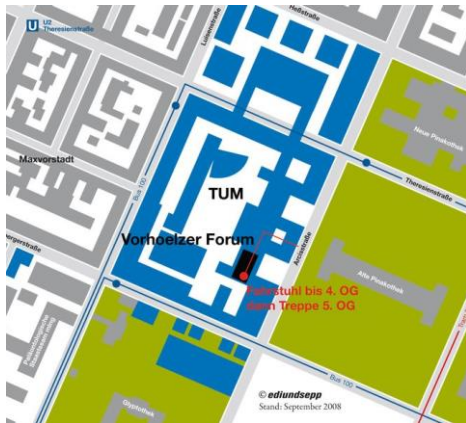 U2
Theresienstraße
Luisenstraße
Heßstraße
Neue Pinakothek
Maxvorstadt
TUM
Theresienstraße
Bus 100
Vorhoelzer Forum
Arcisstraße
Alte Pinakothek
Fahrstuhl bis 4. OG
dann Treppe 5. OG
Bus 100
Glyptothek
© ediundsepp
Stand: September 2008